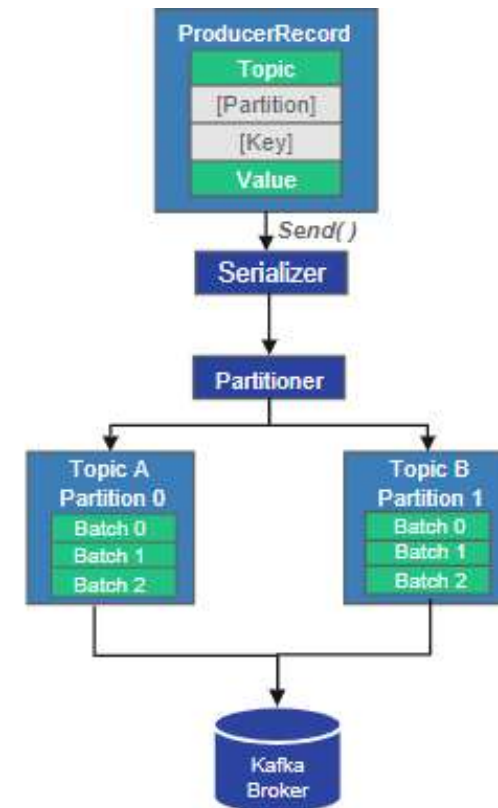 ProducerRecord
Topic
[Partition]
[Key]
Value
Send( )
Serializer
Partitioner
Topic A
Partition 0
Batch 0
Batch 1
Batch 2
Topic B
Partition 1
Batch 0
Batch 1
Batch 2
Kafka
Broker